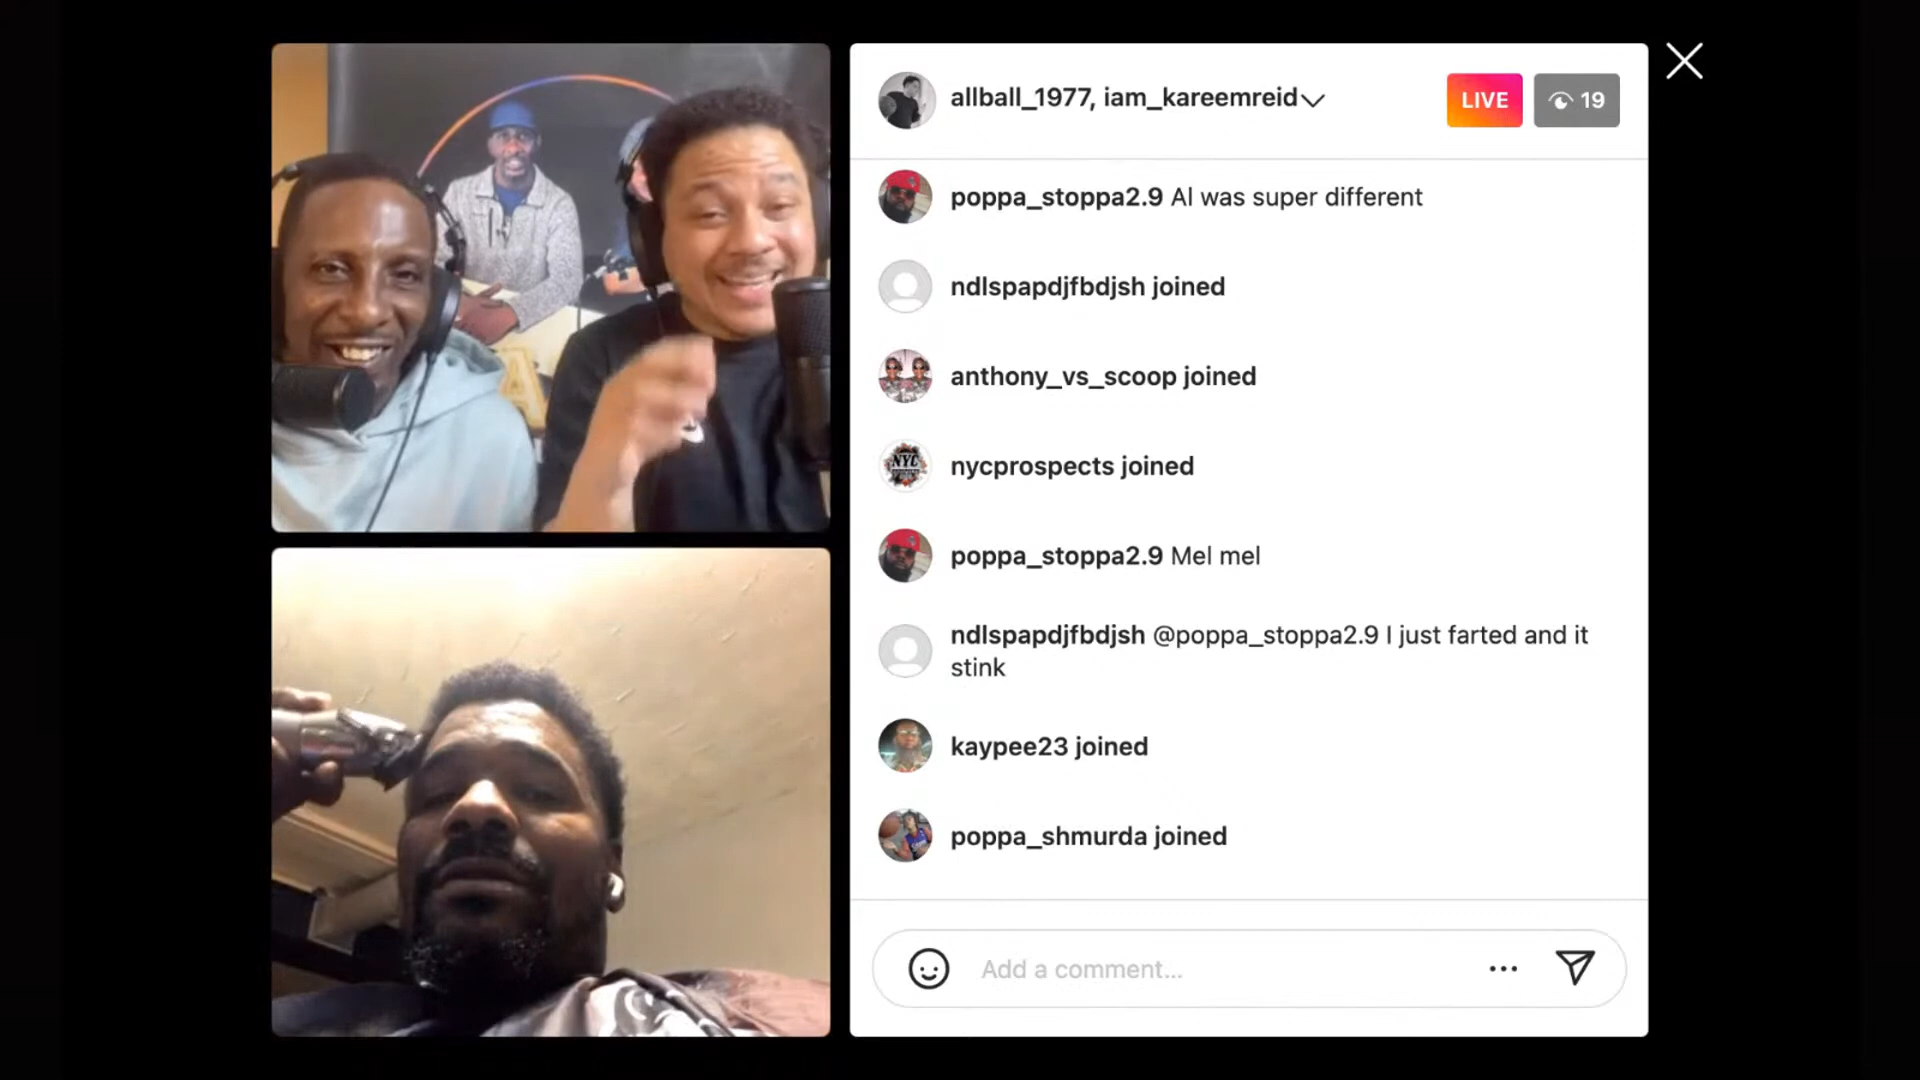 allball_1977, iam_kareemreid
LIVE
19
poppa_stoppa2.9 Al was super different
ndlspapdjfbdjsh joined
anthony_vs_scoop joined
NYC
nycprospects joined
poppa_stoppa2.9 Mel mel
ndlspapdjfbdjsh @poppa_stoppa2.9 I just farted and it
stink
kaypee23 joined
poppa_shmurda joined
Add a comment...